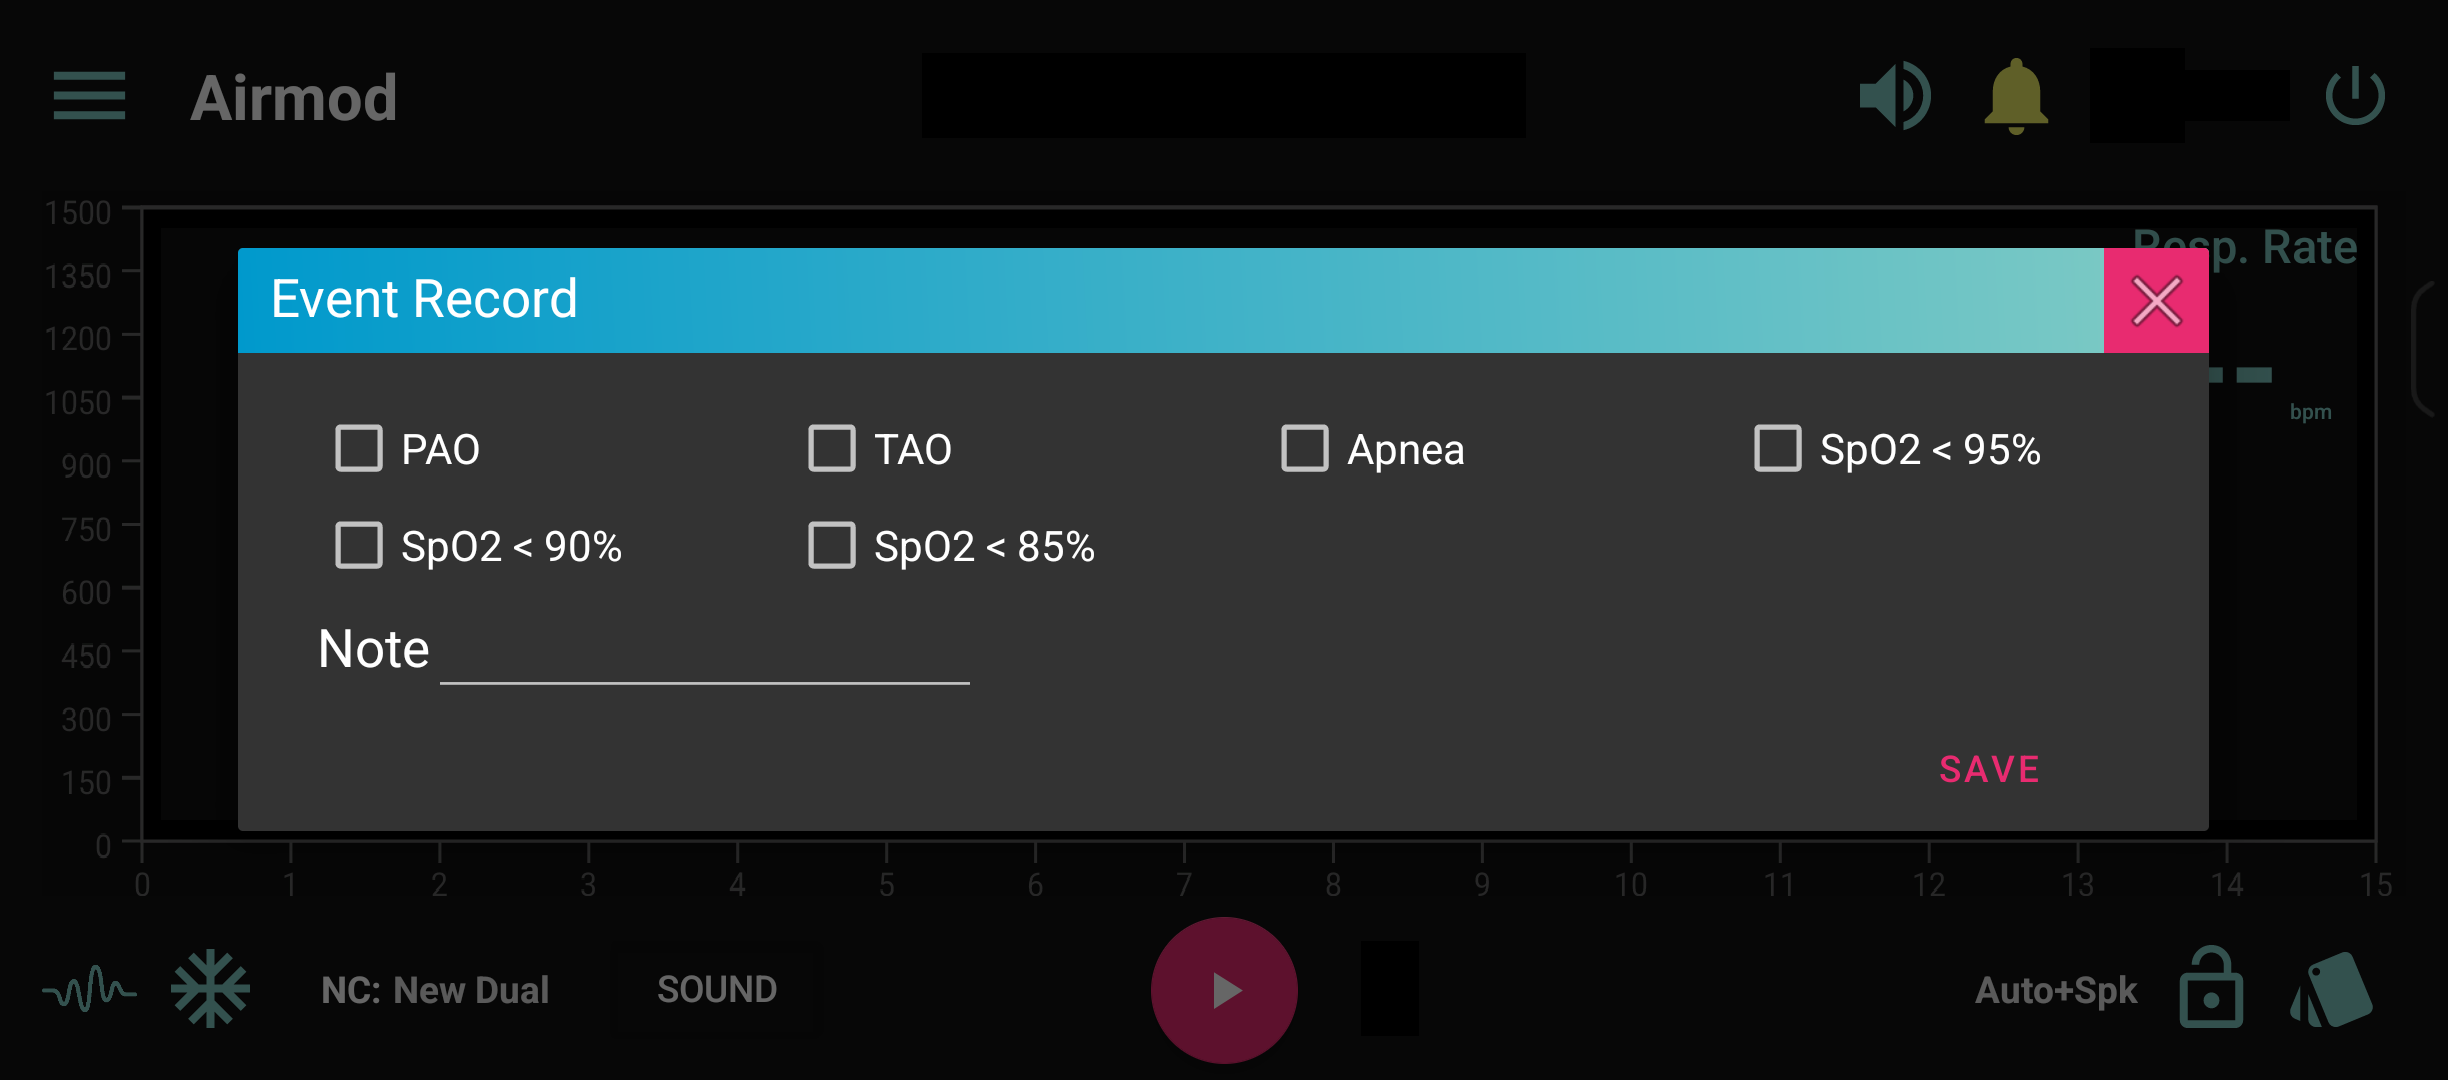 Airmod
Resp. Rate
Event Record
bpm
PAO
TAO
Apnea
SpO2 < 95%
SpO2 < 90%
SpO2 < 85%
Note
SAVE
1500
1350
1200
1050
900
750
600
450
300
150
0
0 1 2 3 4 5 6 7 8 9 10 11 12 13 14 15
NC: New Dual
SOUND
Auto+Spk